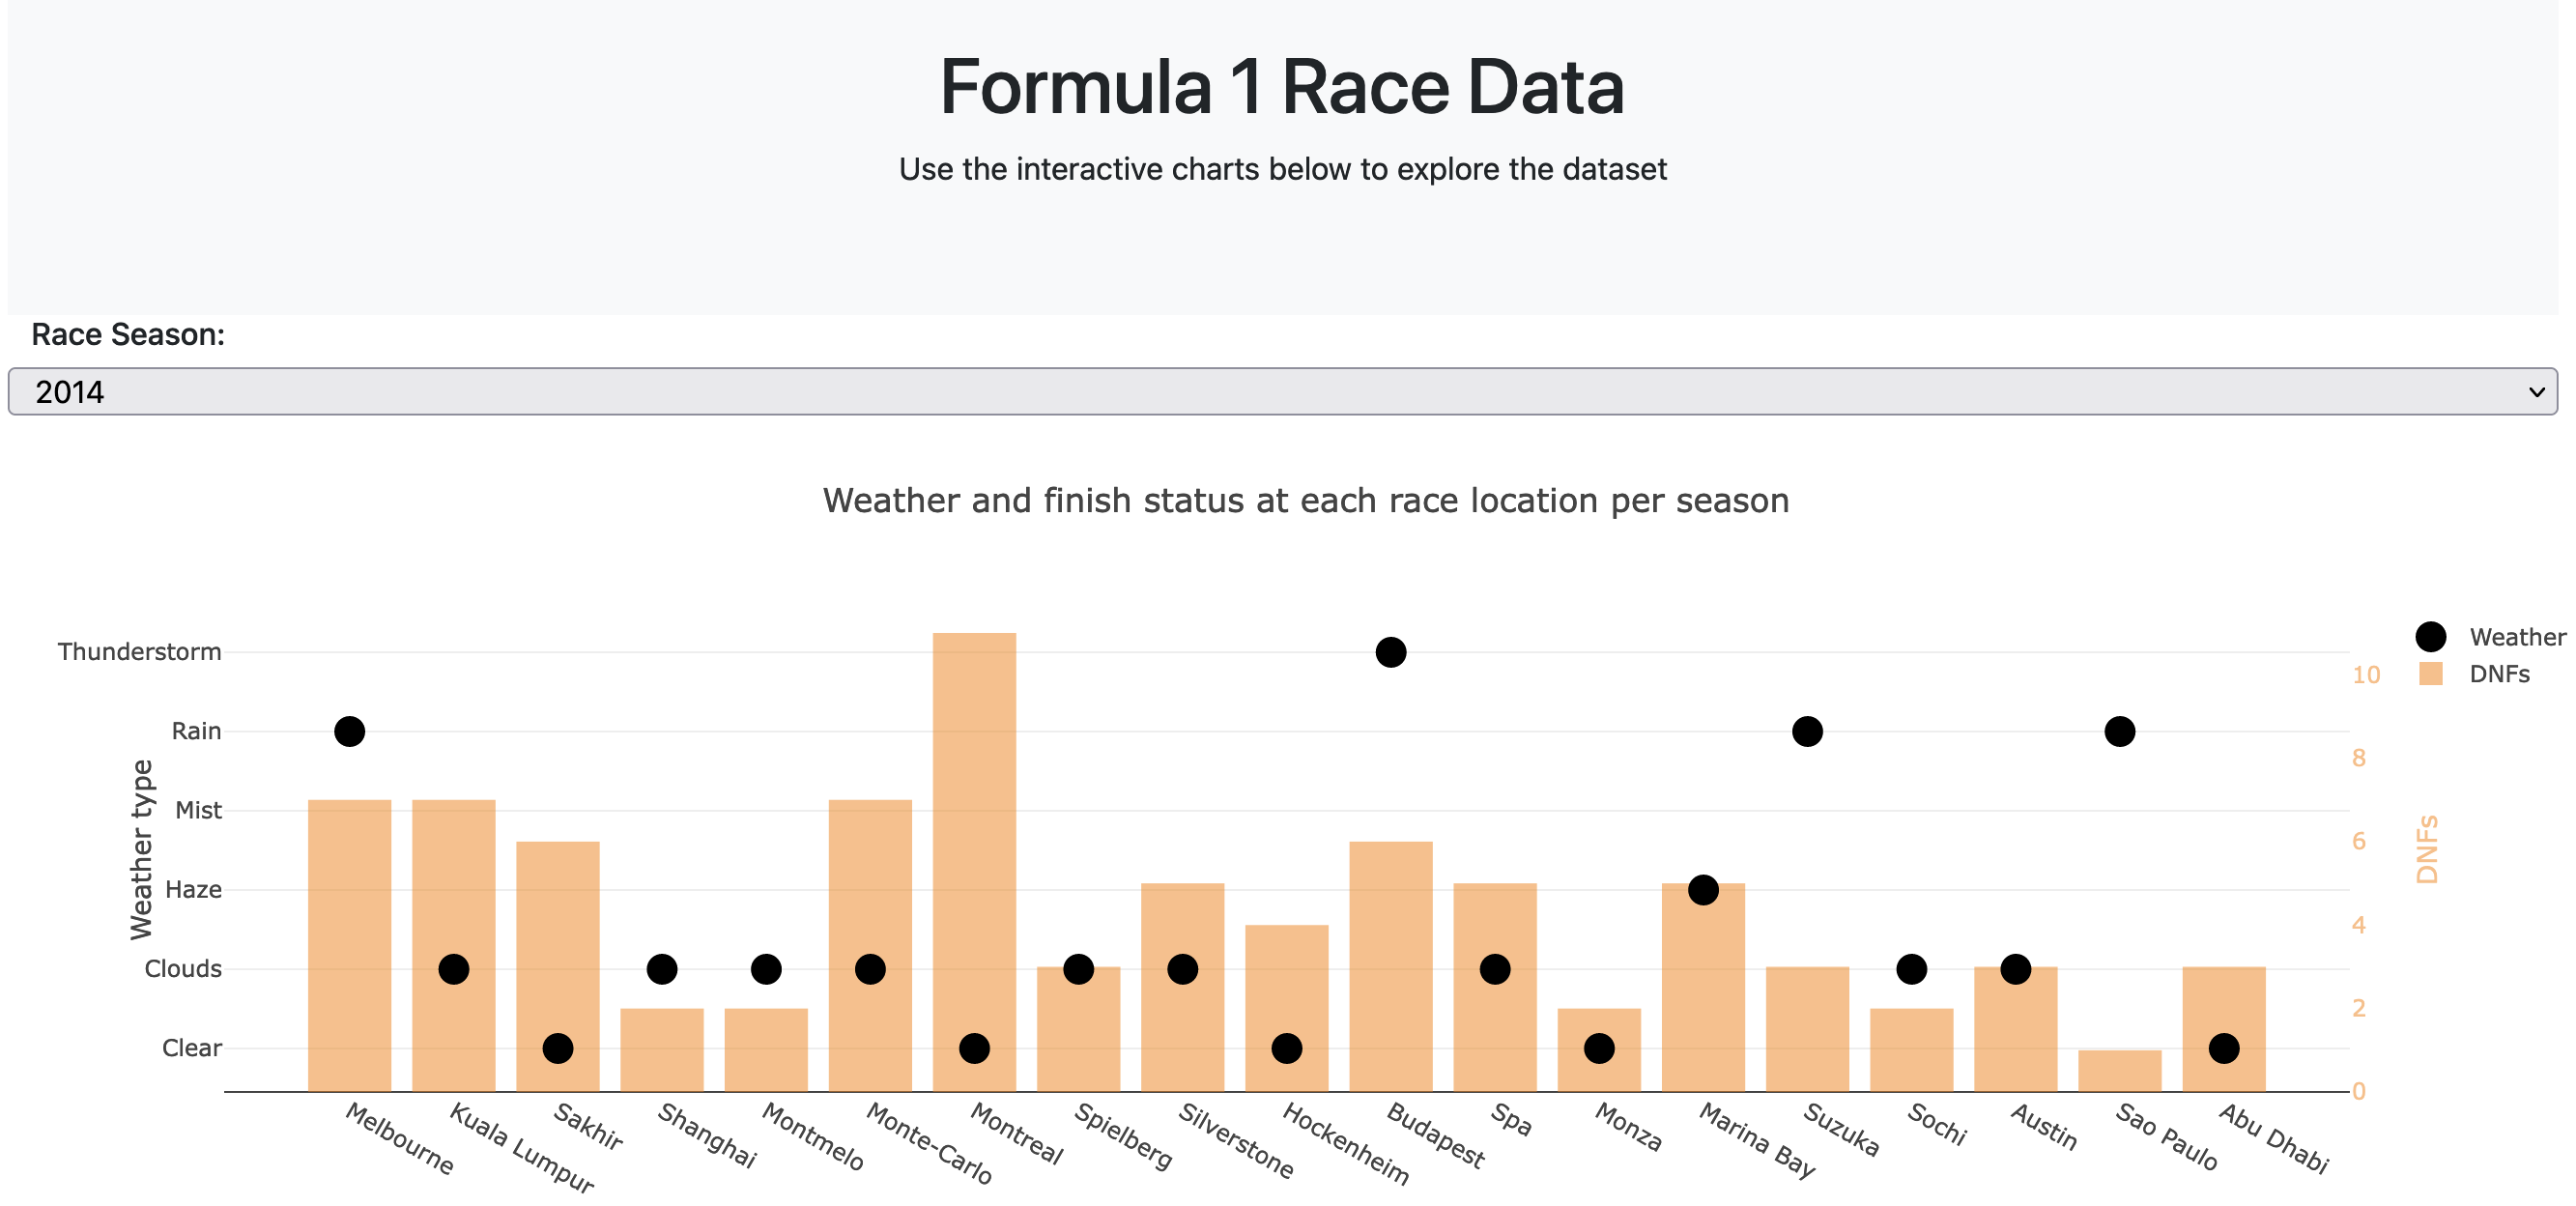 Formula 1 Race Data
Use the interactive charts below to explore the dataset
Race Season:
2014
Weather and finish status at each race location per season
Weather type
Thunderstorm
Rain
Mist
Haze
Clouds
Clear
Melbourne
Kuala Lumpur
Sakhir
Shanghai
Montmelo
Monte-Carlo
Montreal
Spielberg
Silverstone
Hockenheim
Budapest
Spa
Monza
Marina Bay
Suzuka
Sochi
Austin
Sao Paulo
Abu Dhabi
10
8
6
4
2
0
DNFs
Weather
DNFs